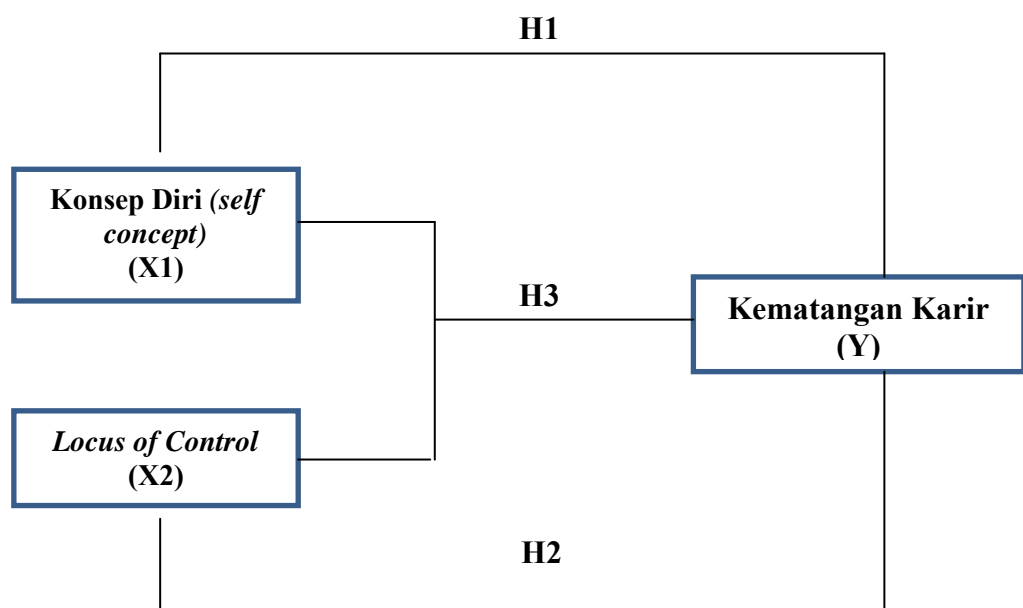 H1
Konsep Diri (self
concept)
(X1)
H3
Kematangan Karir
(Y)
Locus of Control
(X2)
H2